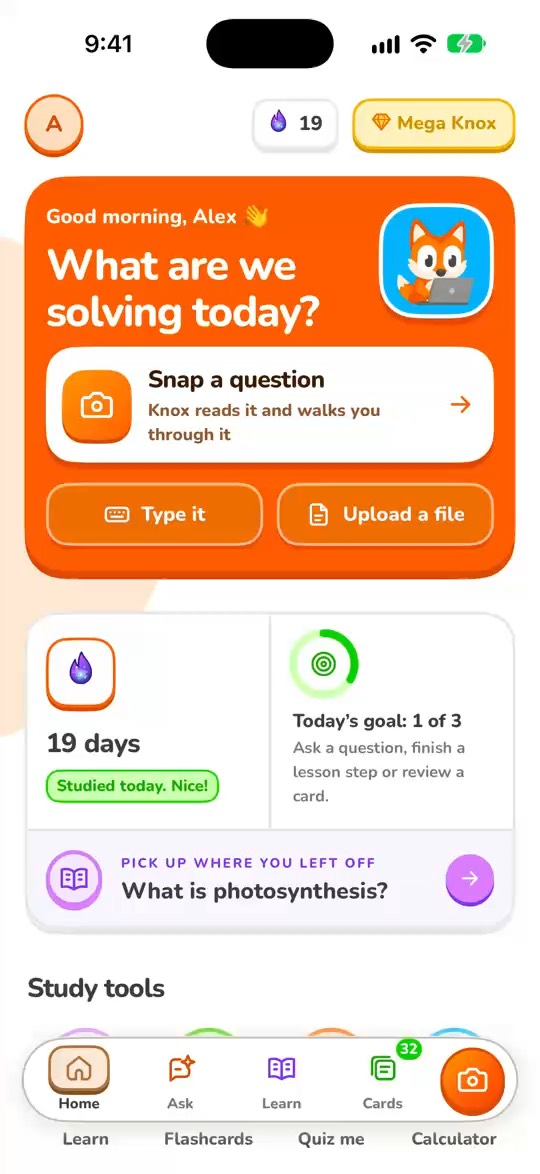 9:41
A
19
Mega Knox
Good morning, Alex 👋
What are we
solving today?
Snap a question
Knox reads it and walks you
through it
Type it
Upload a file
19 days
Studied today. Nice!
Today's goal: 1 of 3
Ask a question, finish a
lesson step or review a
card.
PICK UP WHERE YOU LEFT OFF
What is photosynthesis?
Study tools
32
Home
Ask
Learn
Cards
Learn
Flashcards
Quiz me
Calculator